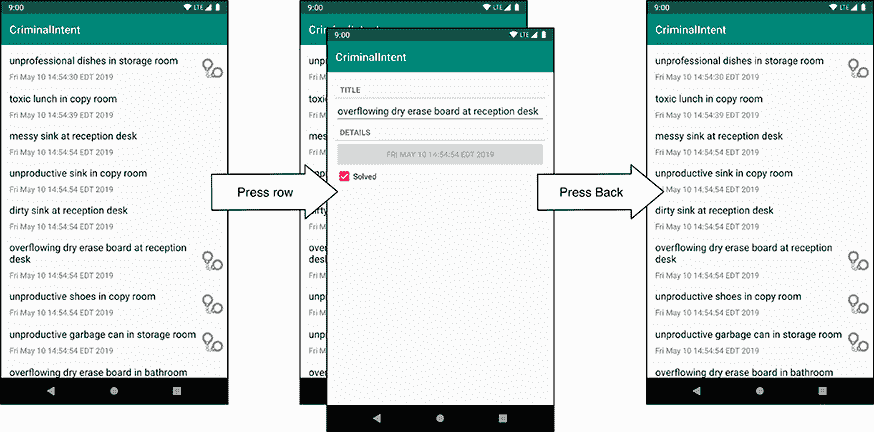 9:00 LTE
CriminalIntent
unprofessional dishes in storage room
Fri May 10 14:54:30 EDT 2019
toxic lunch in copy room
Fri May 10 14:54:30 EDT 2019
messy sink at reception desk
Fri May 10 14:54:54 EDT 2019
unproductive sink in copy room
Fri May 10 14:54:54 EDT 2019
dirty sink at reception desk
Fri May 10 14:54:54 EDT 2019
overflowing dry erase board at reception
desk
Fri May 10 14:54:54 EDT 2019
unproductive shoes in copy room
Fri May 10 14:54:54 EDT 2019
unproductive garbage can in storage room
Fri May 10 14:54:54 EDT 2019
overflowing dry erase board in bathroom
Press row
9:00 LTE
9:00 LTE
CriminalIntent
TITLE
overflowing dry erase board at reception desk
DETAILS
FRI MAY 10 14:54:54 EDT 2019
Solved
Press Back
9:00 LTE
CriminalIntent
unprofessional dishes in storage room
Fri May 10 14:54:30 EDT 2019
toxic lunch in copy room
Fri May 10 14:54:30 EDT 2019
messy sink at reception desk
Fri May 10 14:54:54 EDT 2019
unproductive sink in copy room
14:54:54 EDT 2019
dirty sink at reception desk
Fri May 10 14:54:54 EDT 2019
overflowing dry erase board at reception
desk
Fri May 10 14:54:54 EDT 2019
unproductive shoes in copy room
Fri May 10 14:54:54 EDT 2019
unproductive garbage can in storage room
Fri May 10 14:54:54 EDT 2019
overflowing dry erase board in bathroom